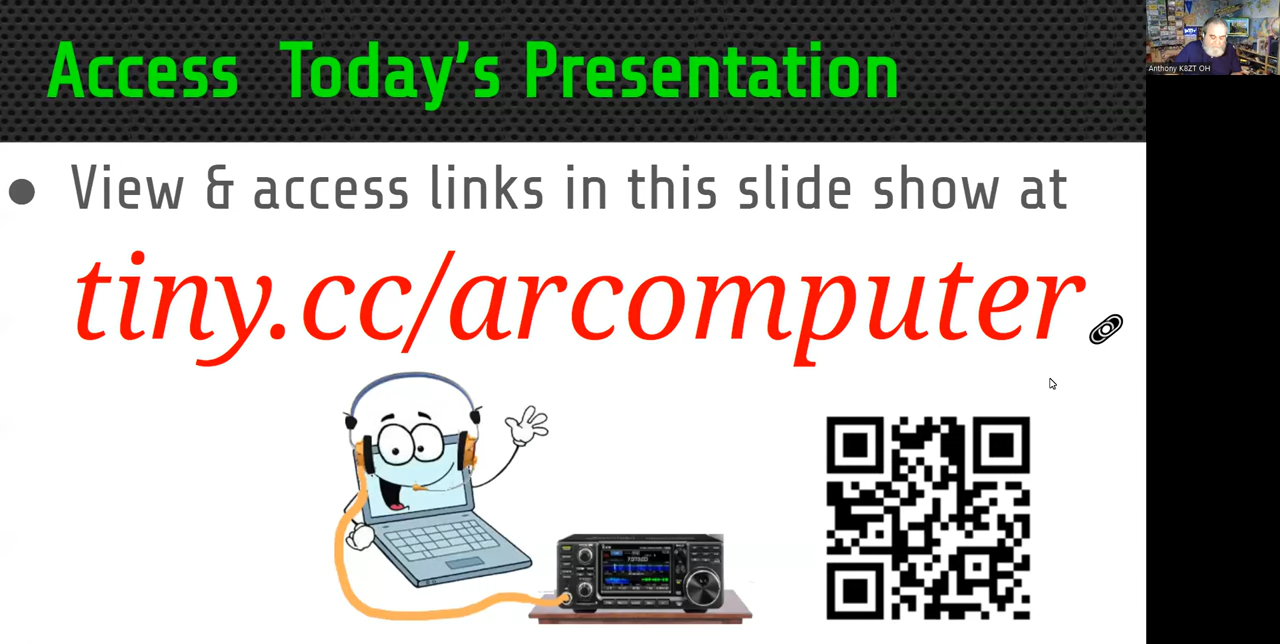 Access Today's Presentation
Anthony K8ZT OH
● View & access links in this slide show at
tiny.cc/arcomputer